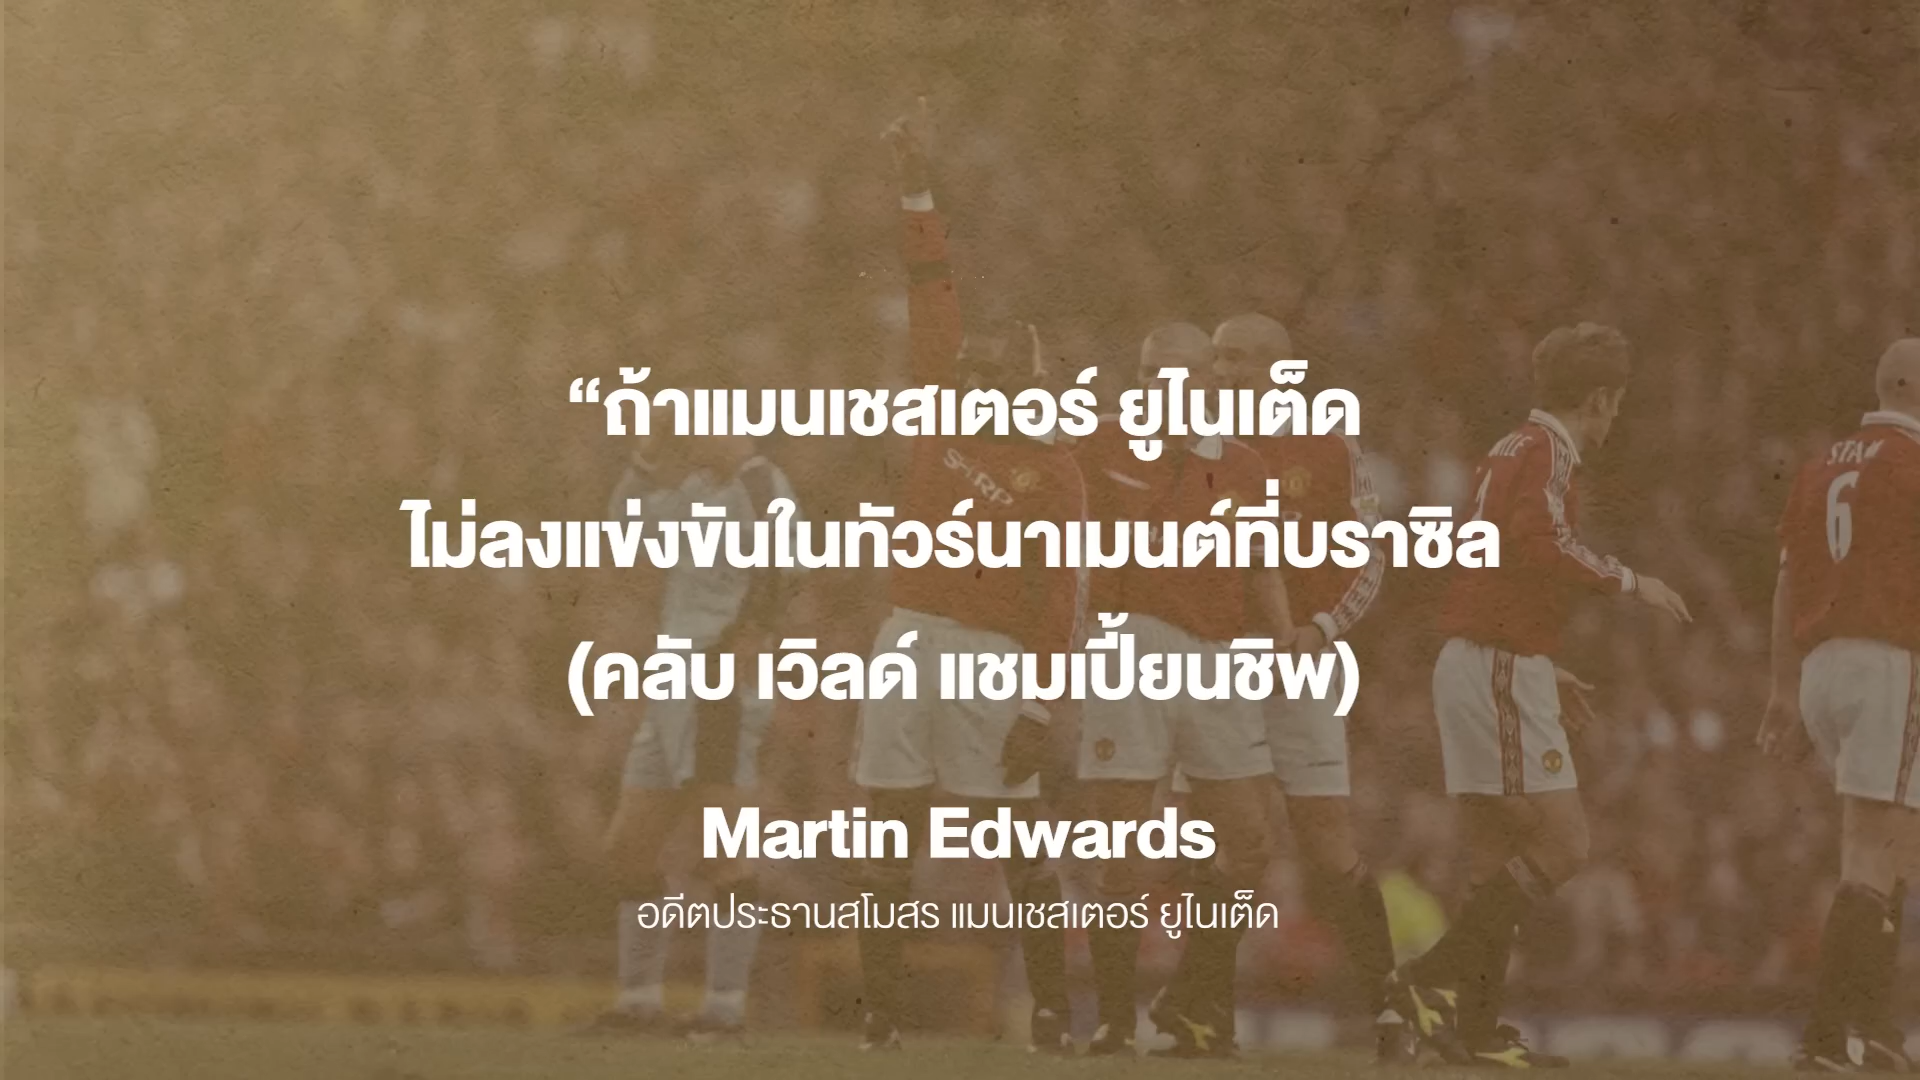 “ถ้าแมนเชสเตอร์ ยูไนเต็ด
ไม่ลงแข่งขันในทัวร์นาเมนต์ที่บราซิล
(คลับ เวิลด์ แชมเปี้ยนชิพ)
Martin Edwards
อดีตประธานสโมสร แมนเชสเตอร์ ยูไนเต็ด
SHARP
STAM
6